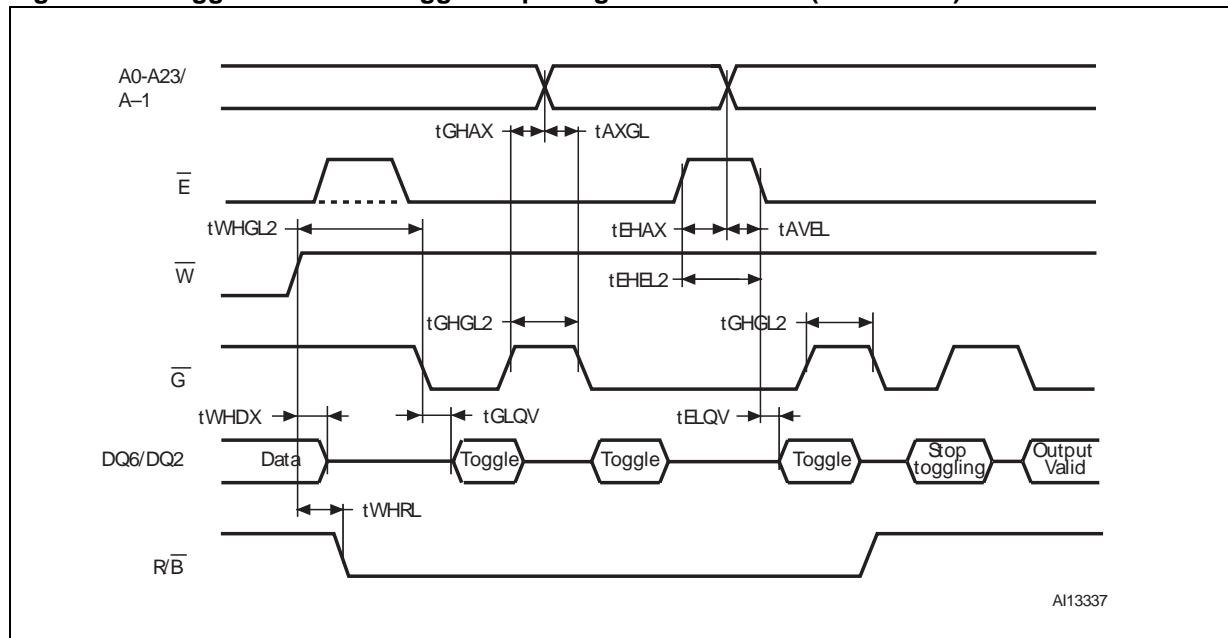 A0-A23/
A–1
tGHAX
tAXGL
E
tWHGL2
tEHAX
tAVEL
W
tEHEL2
tGHGL2
tGHGL2
G
tWHDX
tGLQV
tELQV
DQ6/DQ2
Data
Toggle
Toggle
Toggle
Stop
toggling
Output
Valid
tWHRL
R/B
AI13337